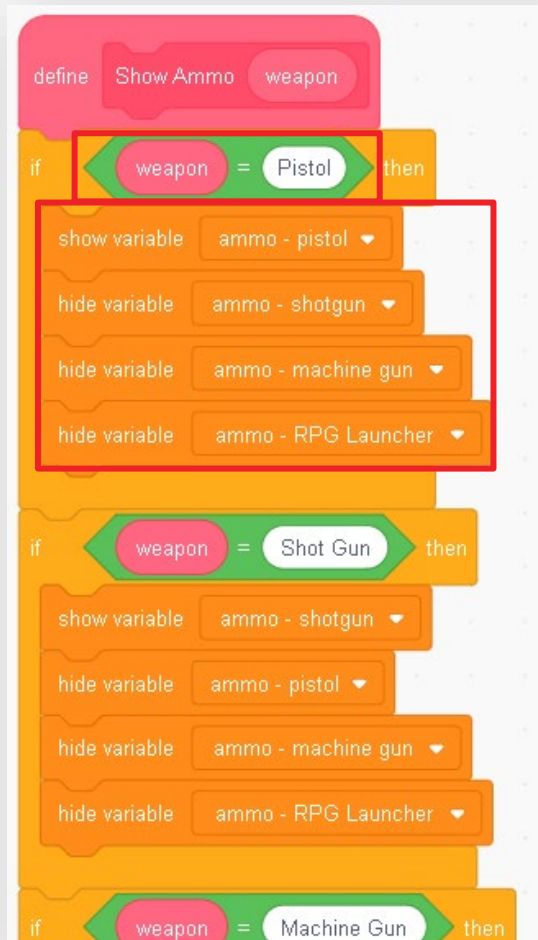 define Show Ammo weapon
if weapon = Pistol then
show variable ammo - pistol
hide variable ammo - shotgun
hide variable ammo - machine gun
hide variable ammo - RPG Launcher
if weapon = Shot Gun then
show variable ammo - shotgun
hide variable ammo - pistol
hide variable ammo - machine gun
hide variable ammo - RPG Launcher
if weapon = Machine Gun then